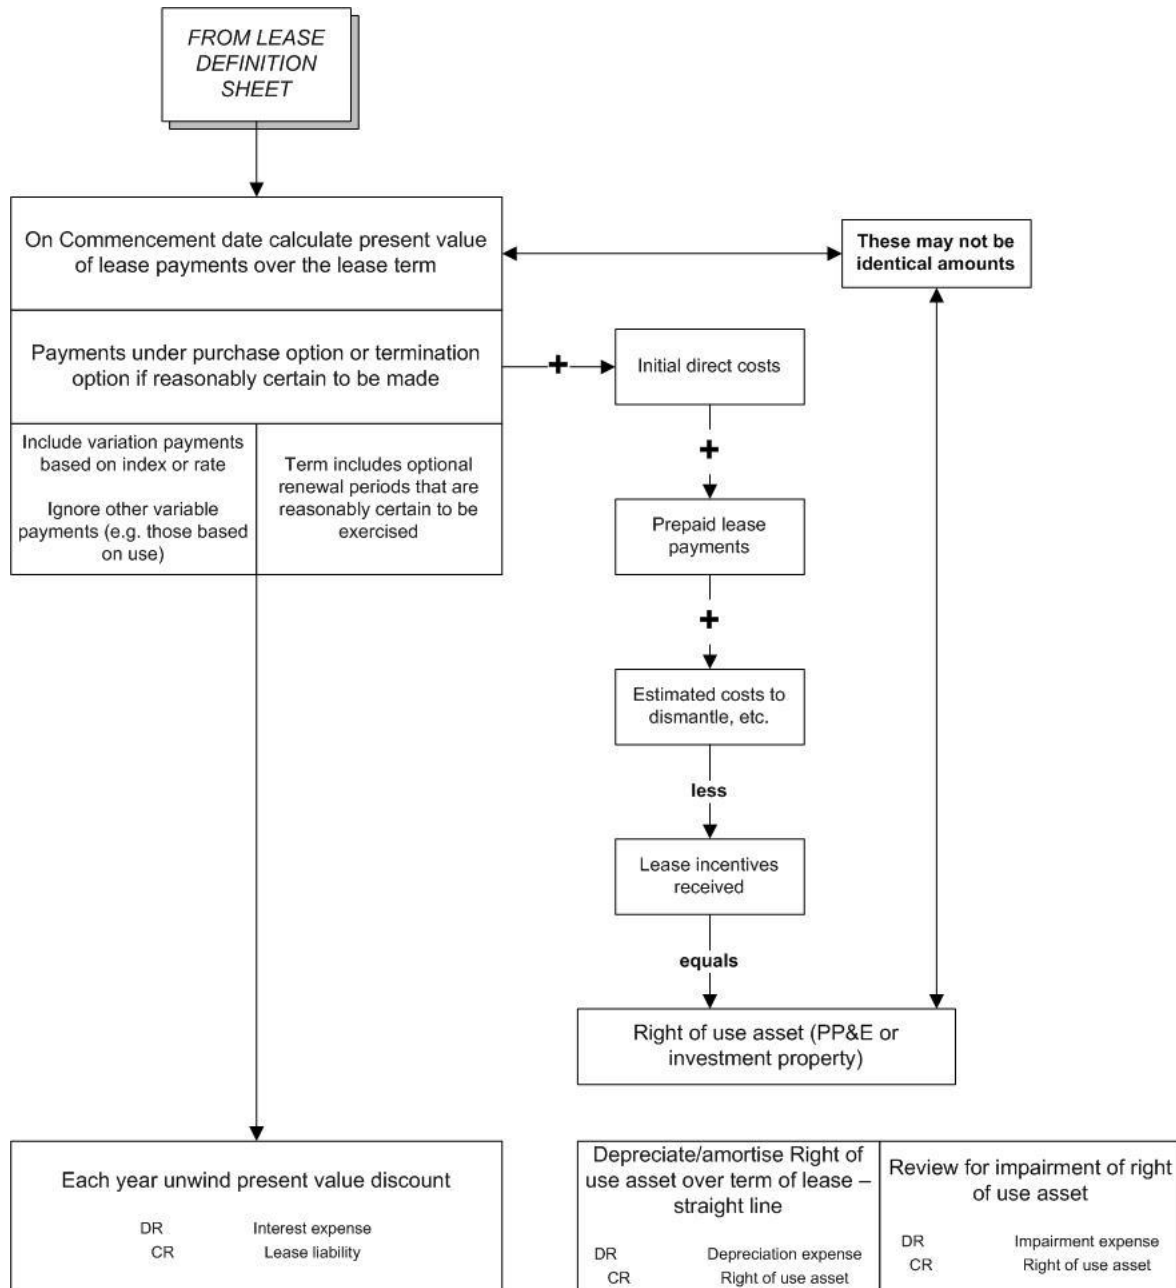 FROM LEASE
DEFINITION
SHEET
On Commencement date calculate present value
of lease payments over the lease term
These may not be
identical amounts
Payments under purchase option or termination
option if reasonably certain to be made
+
Initial direct costs
Include variation payments
based on index or rate
Ignore other variable
payments (e.g. those based
on use)
Term includes optional
renewal periods that are
reasonably certain to be
exercised
+
Prepaid lease
payments
+
Estimated costs to
dismantle, etc.
less
Lease incentives
received
equals
Right of use asset (PP&E or
investment property)
Each year unwind present value discount
DR Interest expense
CR Lease liability
Depreciate/amortise Right of
use asset over term of lease –
straight line
DR Depreciation expense
CR Right of use asset
Review for impairment of right
of use asset
DR Impairment expense
CR Right of use asset